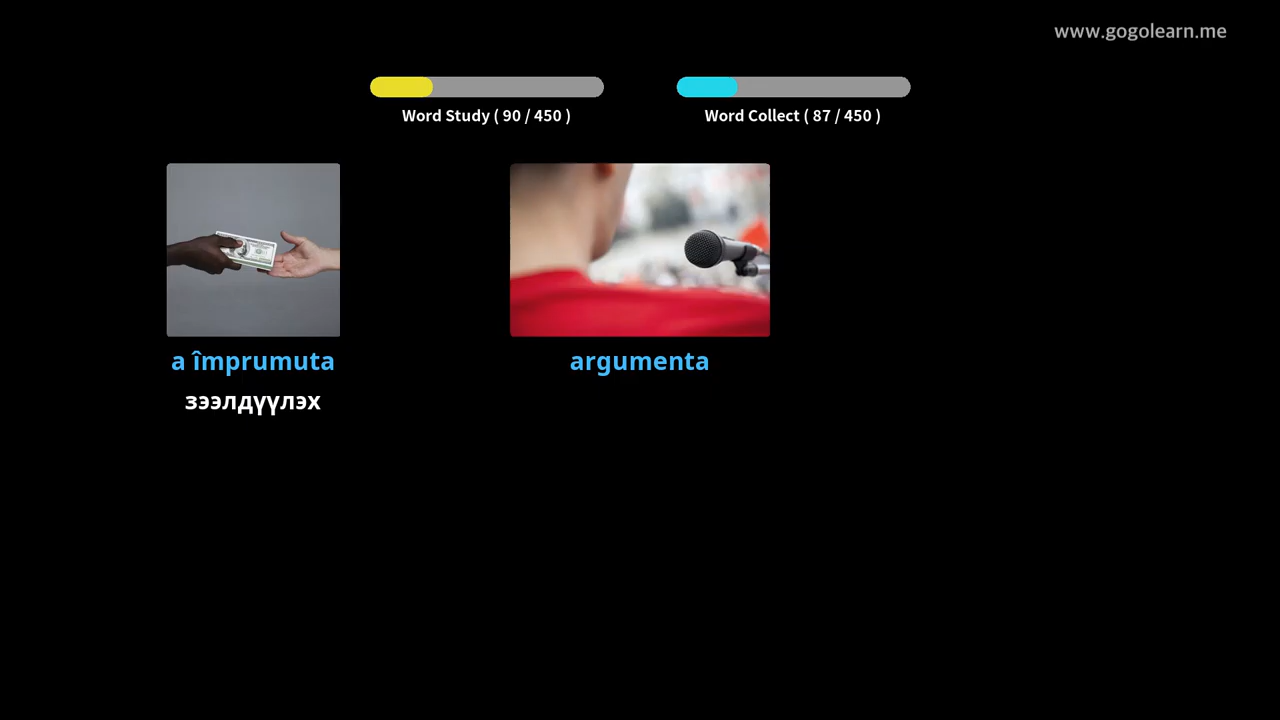 www.gogolearn.me
Word Study ( 90 / 450 )
Word Collect ( 87 / 450 )
a împrumuta
argumenta
зээлдүүлэх